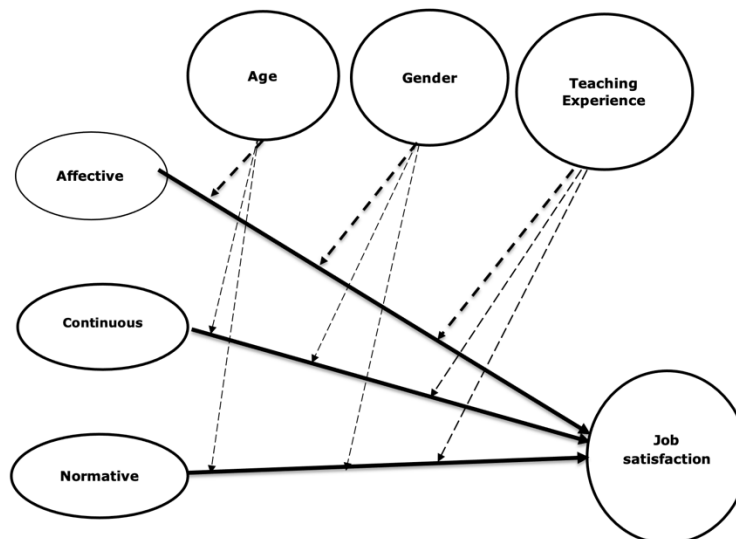 Age
Gender
Teaching
Experience
Affective
Continuous
Job
satisfaction
Normative